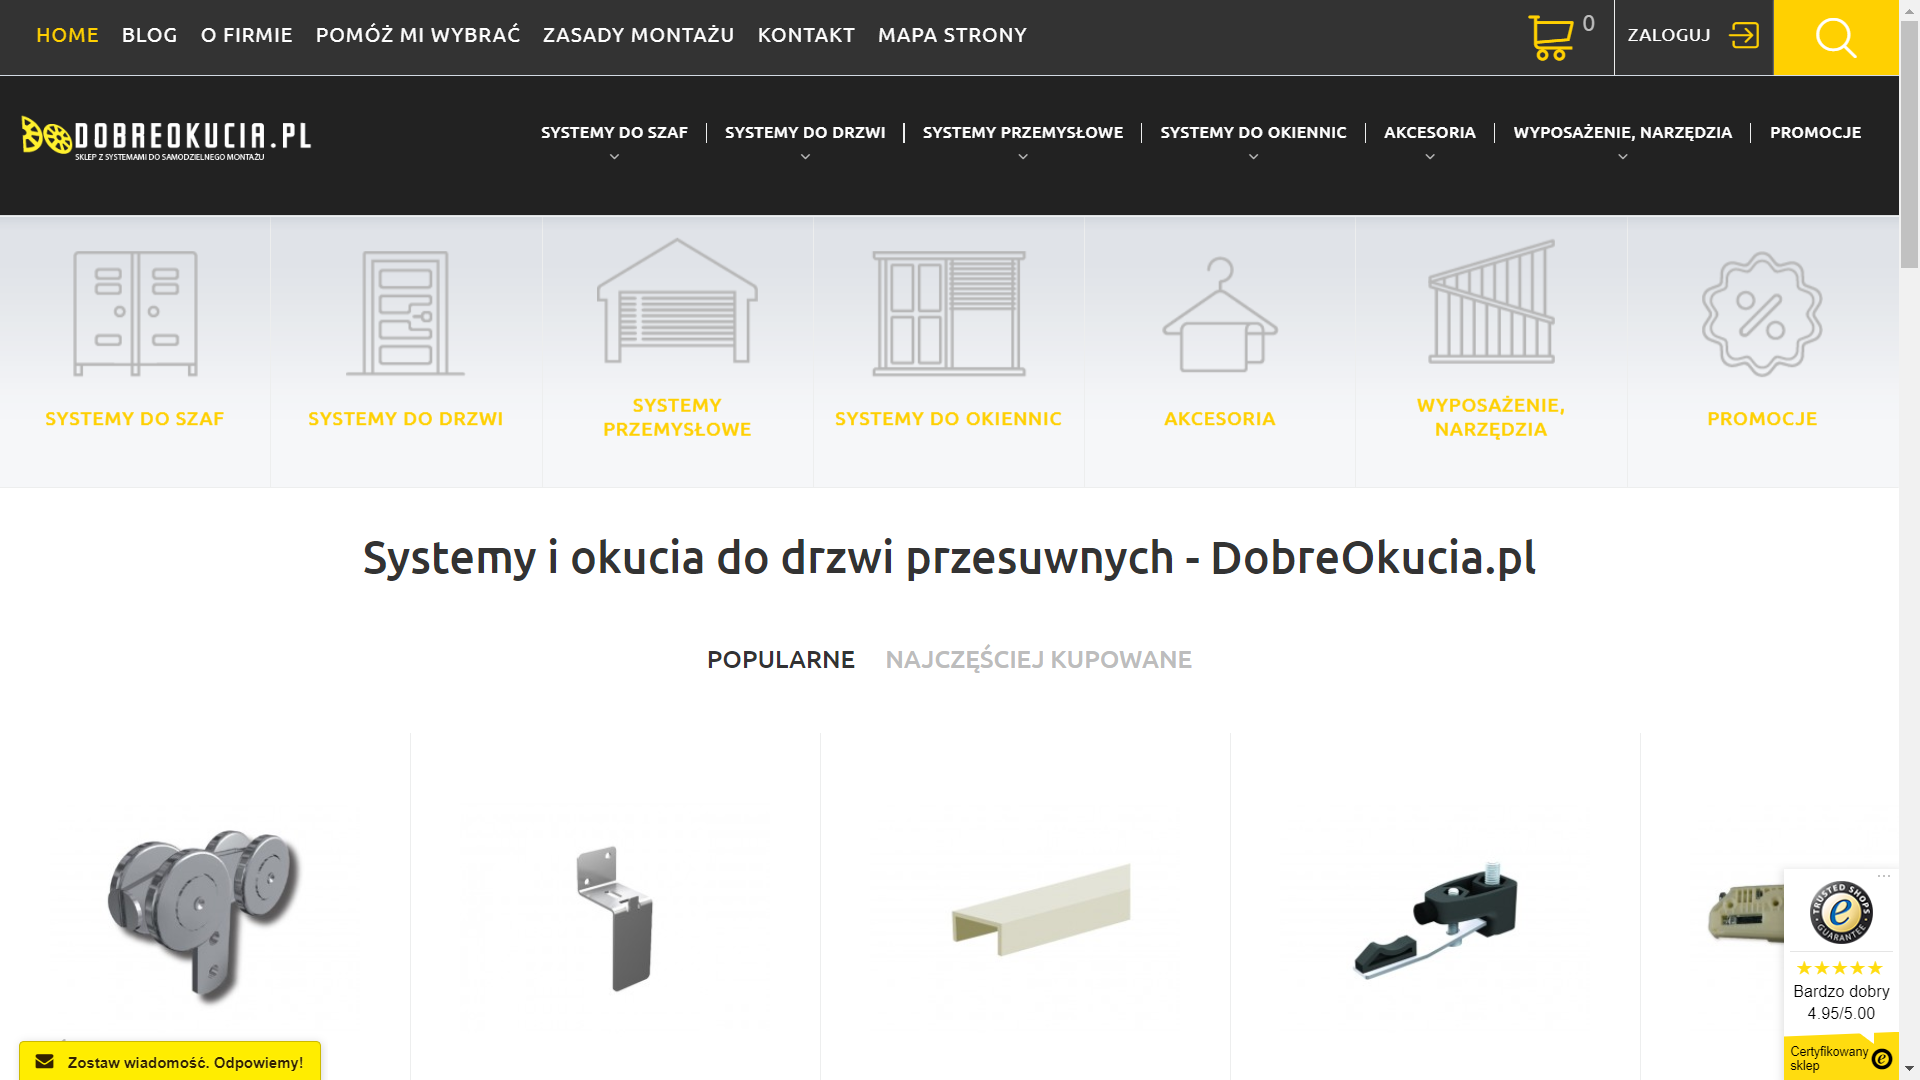 HOME BLOG O FIRMIE POMÓŻ MI WYBRAĆ ZASADY MONTAŻU KONTAKT MAPA STRONY 0 ZALOGUJ
DOBREOKUCIA.PL
SKLEP Z SYSTEMAMI DO SAMODZIELNEGO MONTAŻU
SYSTEMY DO SZAF SYSTEMY DO DRZWI SYSTEMY PRZEMYSŁOWE SYSTEMY DO OKIENNIC AKCESORIA WYPOSAŻENIE, NARZĘDZIA PROMOCJE
SYSTEMY DO SZAF
SYSTEMY DO DRZWI
SYSTEMY
PRZEMYSŁOWE
SYSTEMY DO OKIENNIC
AKCESORIA
WYPOSAŻENIE,
NARZĘDZIA
PROMOCJE
Systemy i okucia do drzwi przesuwnych - DobreOkucia.pl
POPULARNE NAJCZĘŚCIEJ KUPOWANE
TRUSTED SHOPS
GUARANTEE
Bardzo dobry
4.95/5.00
Certyfikowany
sklep
Zostaw wiadomość. Odpowiemy!